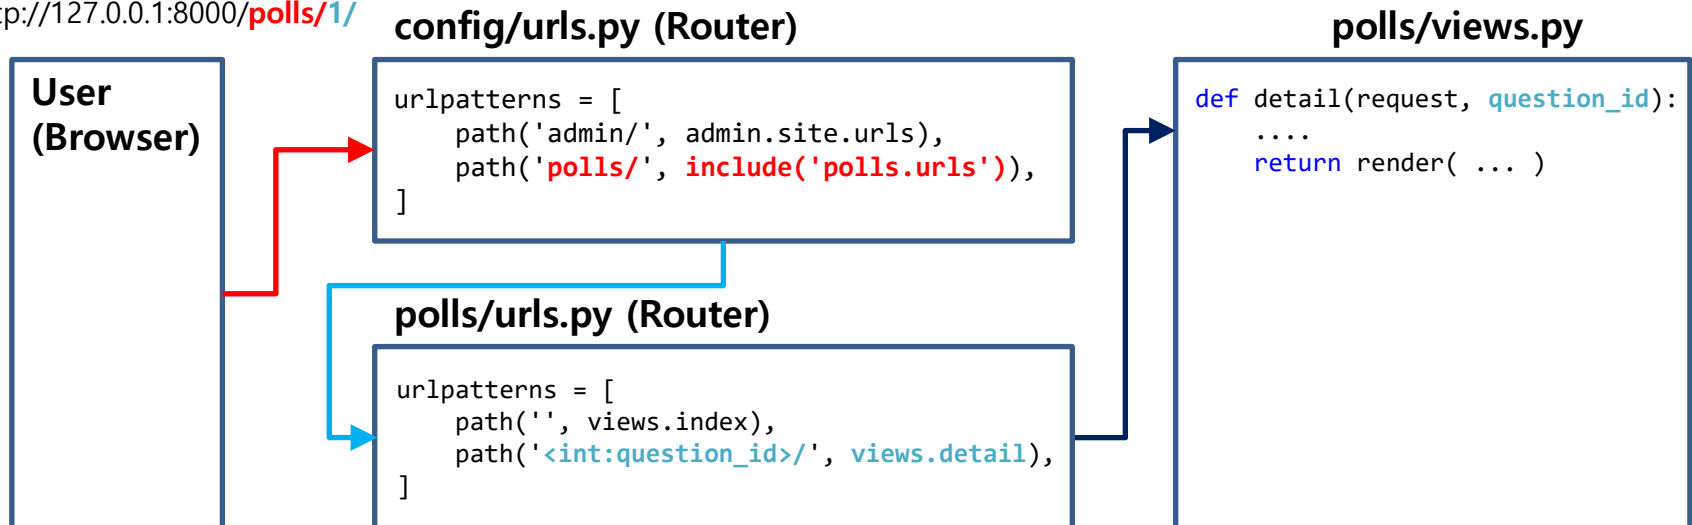 tp://127.0.0.1:8000/polls/1/
config/urls.py (Router)
polls/views.py
User
(Browser)
urlpatterns = [
    path('admin/', admin.site.urls),
    path('polls/', include('polls.urls')),
]
def detail(request, question_id):
    ....
    return render( ... )
polls/urls.py (Router)
urlpatterns = [
    path('', views.index),
    path('<int:question_id>/', views.detail),
]